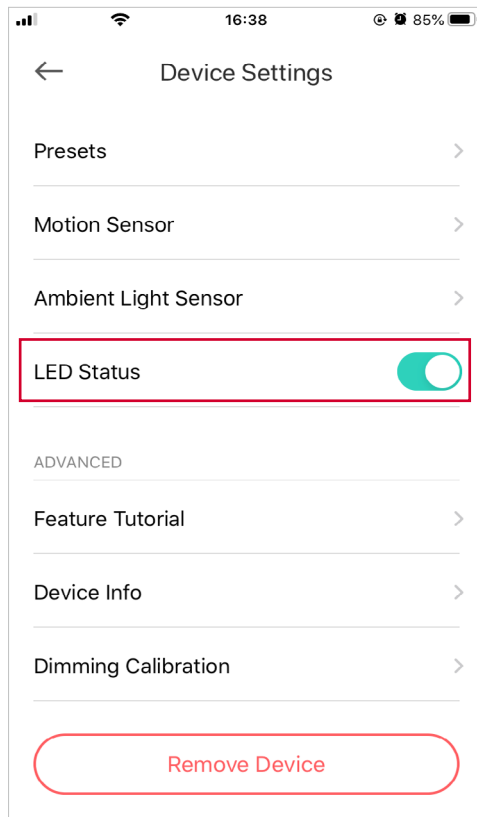 16:38
85%
Device Settings
Presets
Motion Sensor
Ambient Light Sensor
LED Status
ADVANCED
Feature Tutorial
Device Info
Dimming Calibration
Remove Device